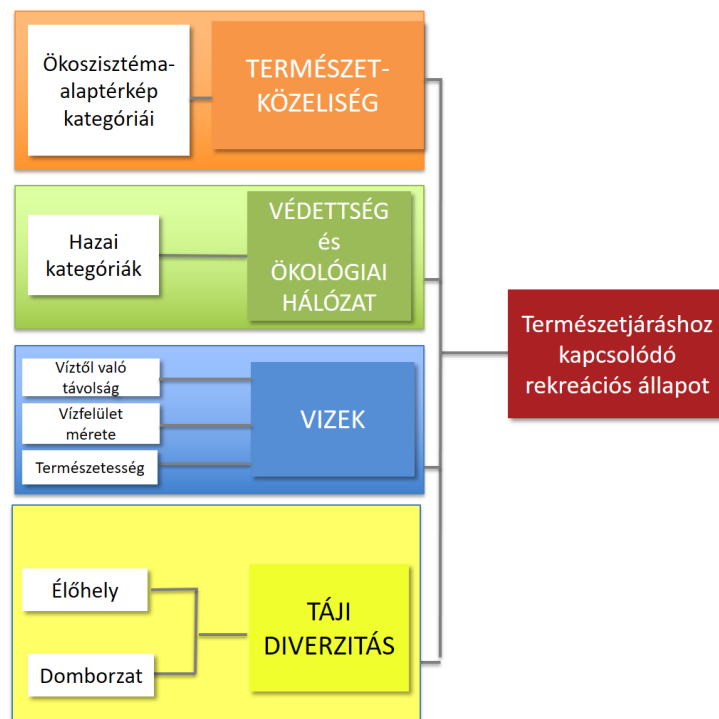 Ökoszisztéma-
alaptérkép
kategóriái
TERMÉSZET-
KÖZELISÉG
Hazai
kategóriák
VÉDETTSÉG
és
ÖKOLÓGIAI
HÁLÓZAT
Víztől való
távolság
Vízfelület
mérete
Természetesség
VIZEK
Élőhely
Domborzat
TÁJI
DIVERZITÁS
Természetjáráshoz
kapcsolódó
rekreációs állapot